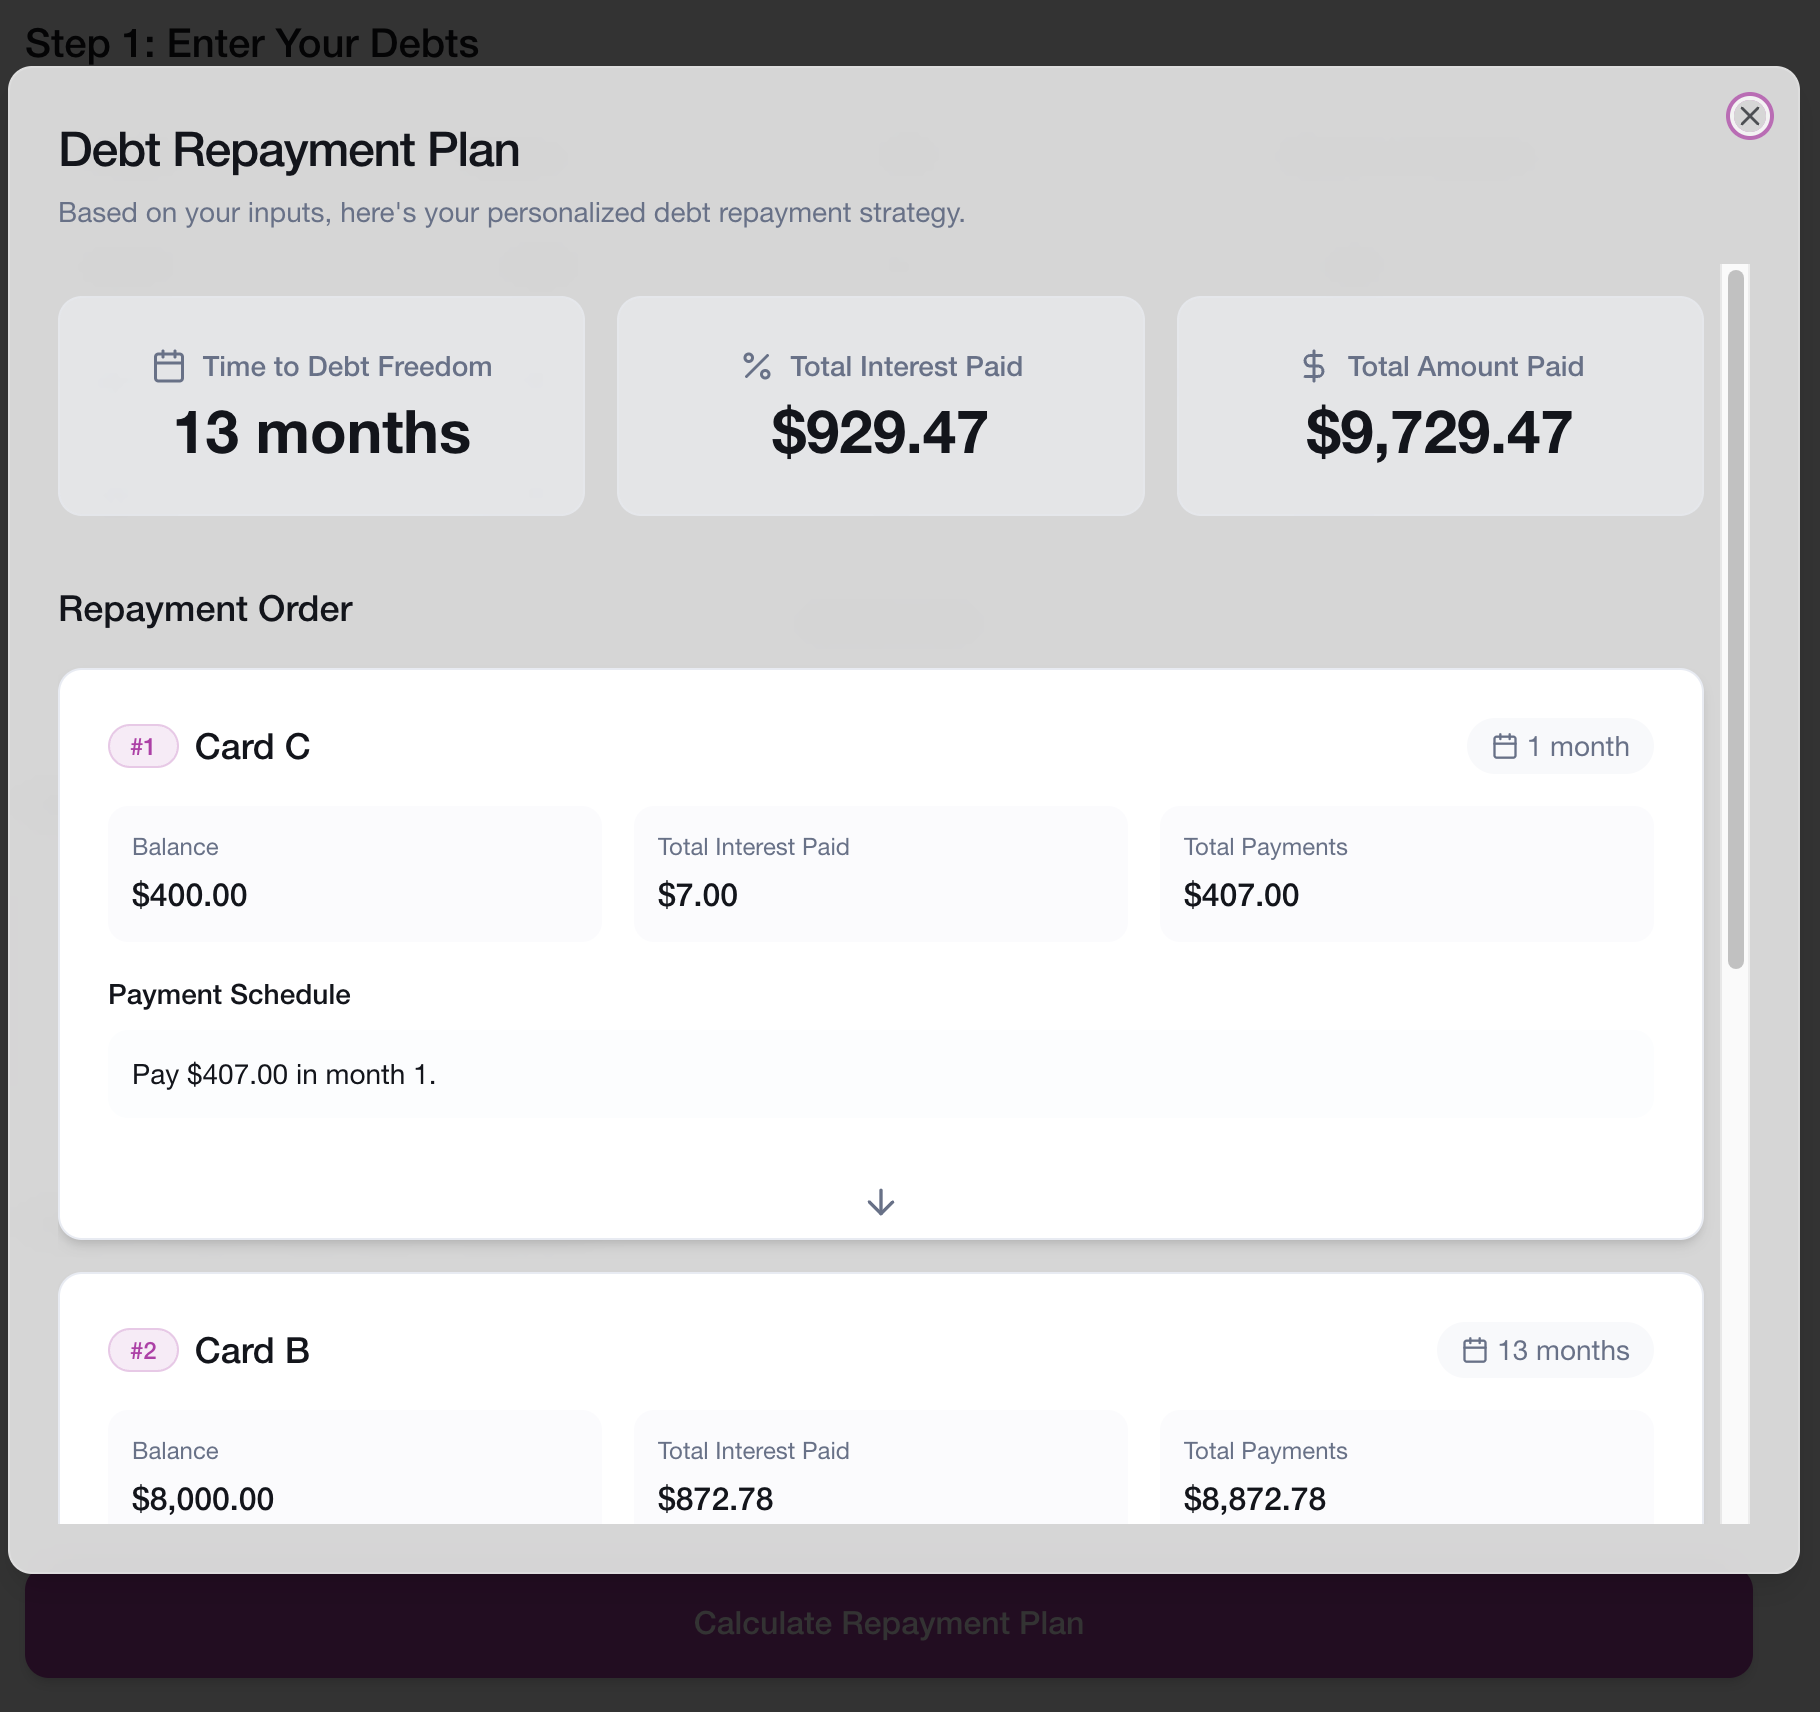 Step 1: Enter Your Debts
Debt Repayment Plan
Based on your inputs, here's your personalized debt repayment strategy.
Time to Debt Freedom
13 months
Total Interest Paid
$929.47
Total Amount Paid
$9,729.47
Repayment Order
#1 Card C
1 month
Balance
$400.00
Total Interest Paid
$7.00
Total Payments
$407.00
Payment Schedule
Pay $407.00 in month 1.
#2 Card B
13 months
Balance
$8,000.00
Total Interest Paid
$872.78
Total Payments
$8,872.78
Calculate Repayment Plan